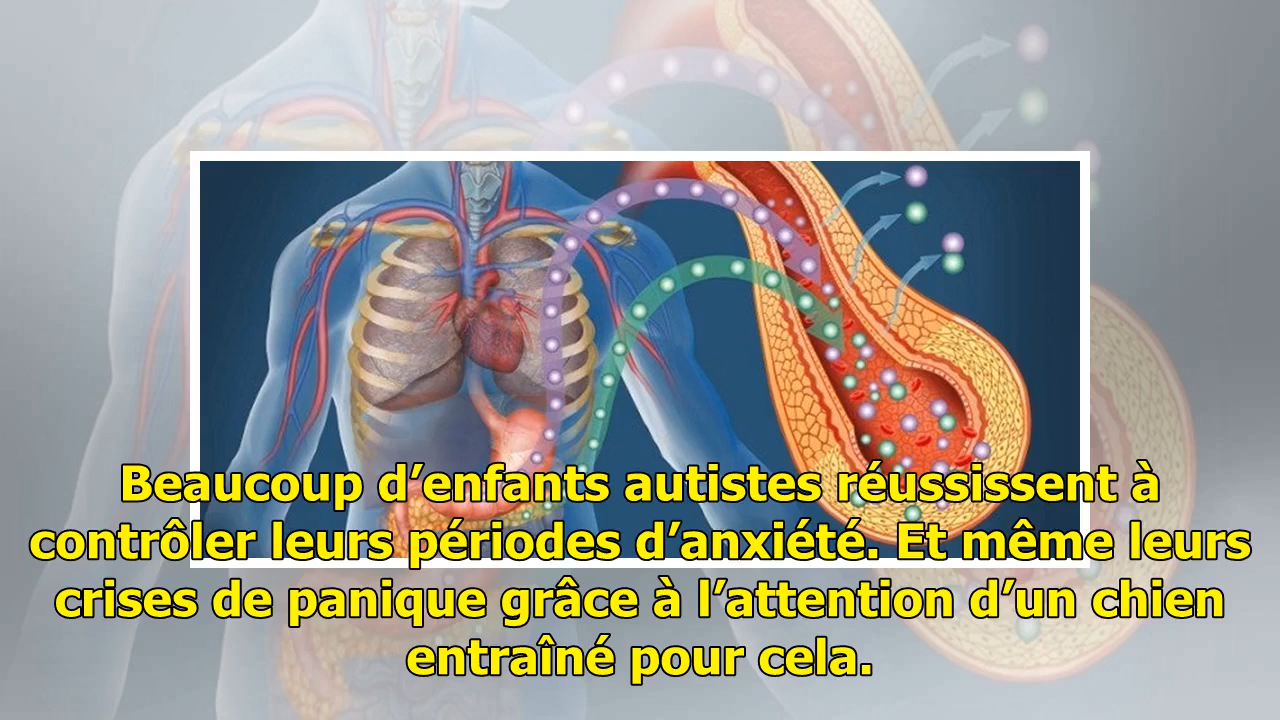 Beaucoup d’enfants autistes réussissent à
contrôler leurs périodes d’anxiété. Et même leurs
crises de panique grâce à l’attention d’un chien
entraîné pour cela.